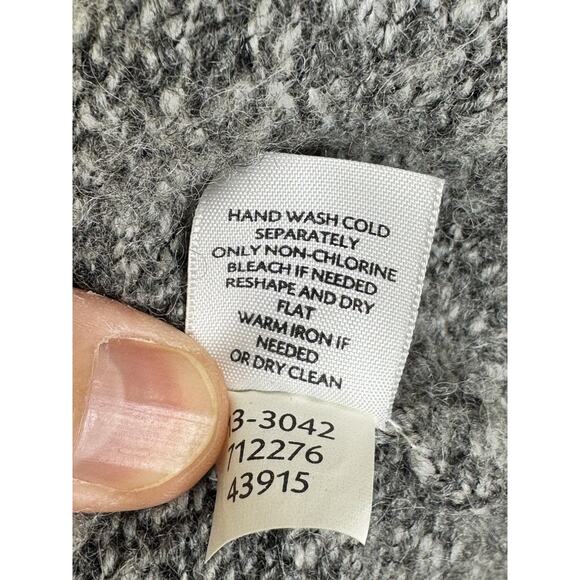 HAND WASH COLD
SEPARATELY
ONLY NON-CHLORINE
BLEACH IF NEEDED
RESHAPE AND DRY
FLAT
WARM IRON IF
NEEDED
OR DRY CLEAN
3-3042
712276
43915